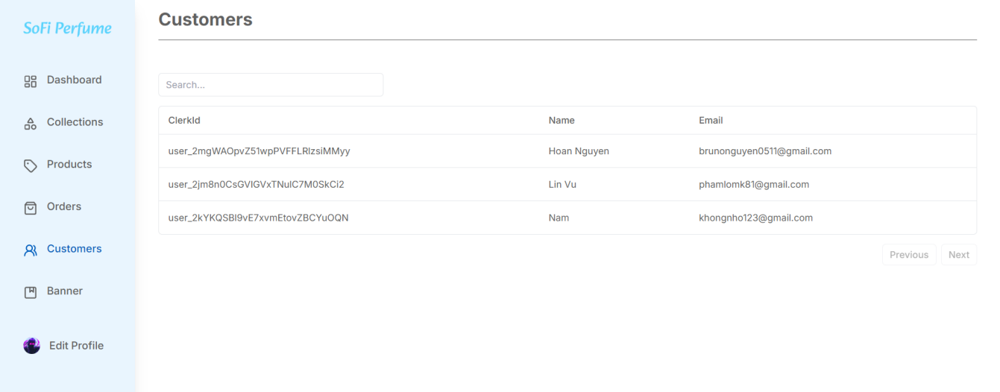 SoFi Perfume
Dashboard
Collections
Products
Orders
Customers
Banner
Edit Profile
Customers
Search...
ClerkId Name Email
user_2mgWAOpvZ51wpPVFFLRlzsiMMyy Hoan Nguyen brunonguyen0511@gmail.com
user_2jm8n0CsGVIGVxTNulC7M0SkCi2 Lin Vu phamlomk81@gmail.com
user_2kYKQSBl9vE7xvmEtovZBCYuOQN Nam khongnho123@gmail.com
Previous Next